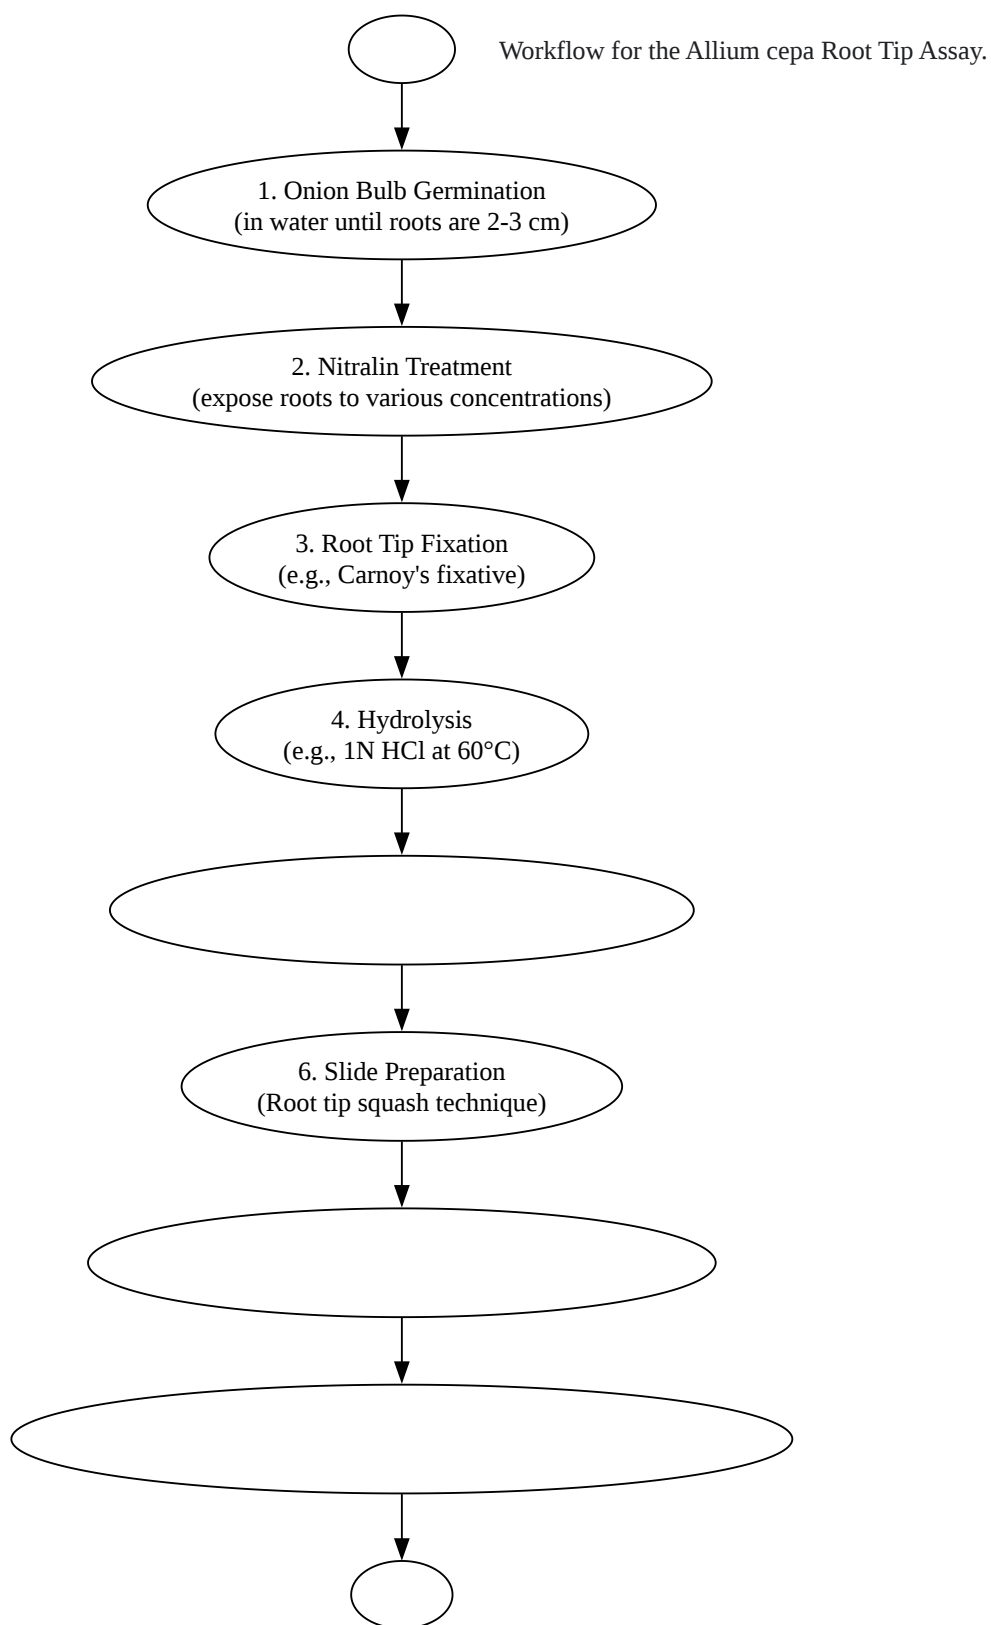 Workflow for the Allium cepa Root Tip Assay.
1. Onion Bulb Germination
(in water until roots are 2-3 cm)
2. Nitralin Treatment
(expose roots to various concentrations)
3. Root Tip Fixation
(e.g., Carnoy's fixative)
4. Hydrolysis
(e.g., 1N HCl at 60°C)
6. Slide Preparation
(Root tip squash technique)